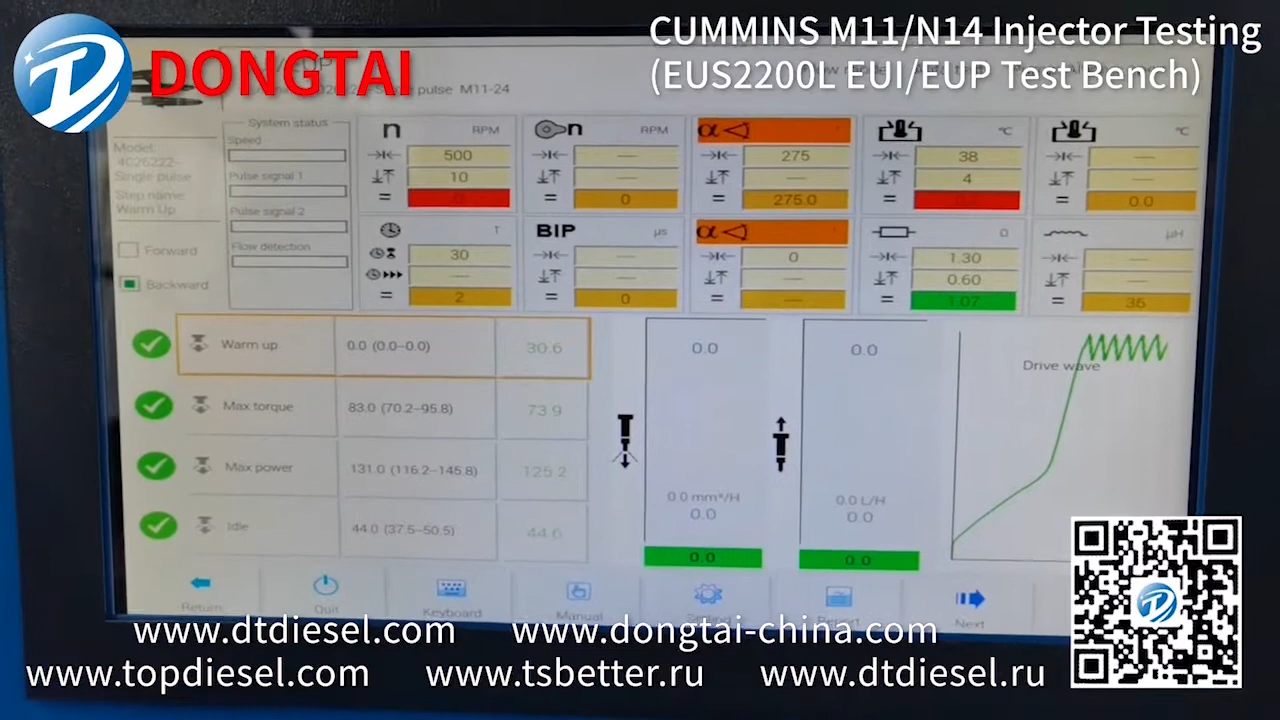 CUMMINS M11/N14 Injector Testing
(EUS2200L EUI/EUP Test Bench)
DONGTAI
pulse M11-24
System status
Model:
4026222-
Single pulse
Step name:
Warm Up
Forward
Backward
Speed
Pulse signal 1
Pulse signal 2
Flow detection
n RPM
500
10
0
n RPM
—
—
0
α
275
—
275.0
°C
38
4
°C
—
—
0.0
T
30
—
2
BIP µs
—
—
0
α
0
—
—
Ω
1.30
0.60
1.07
µH
—
—
36
Warm up 0.0 (0.0–0.0) 30.6
Max torque 83.0 (70.2–95.8) 73.9
Max power 131.0 (116.2–145.8) 125.2
Idle 44.0 (37.5–50.5) 44.6
0.0
0.0 mm³/H
0.0
0.0
0.0
0.0 L/H
0.0
0.0
Drive wave
Return
Quit
Keyboard
Manual
Report
Next
www.dtdiesel.com www.dongtai-china.com
www.topdiesel.com www.tsbetter.ru www.dtdiesel.ru